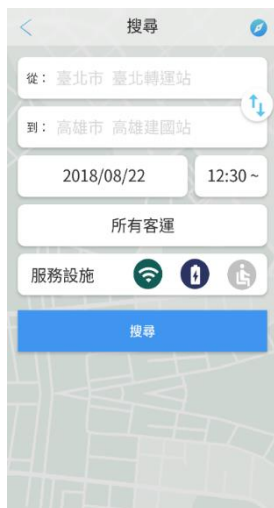 搜尋
從： 臺北市 臺北轉運站
到： 高雄市 高雄建國站
2018/08/22 12:30 ~
所有客運
服務設施
搜尋